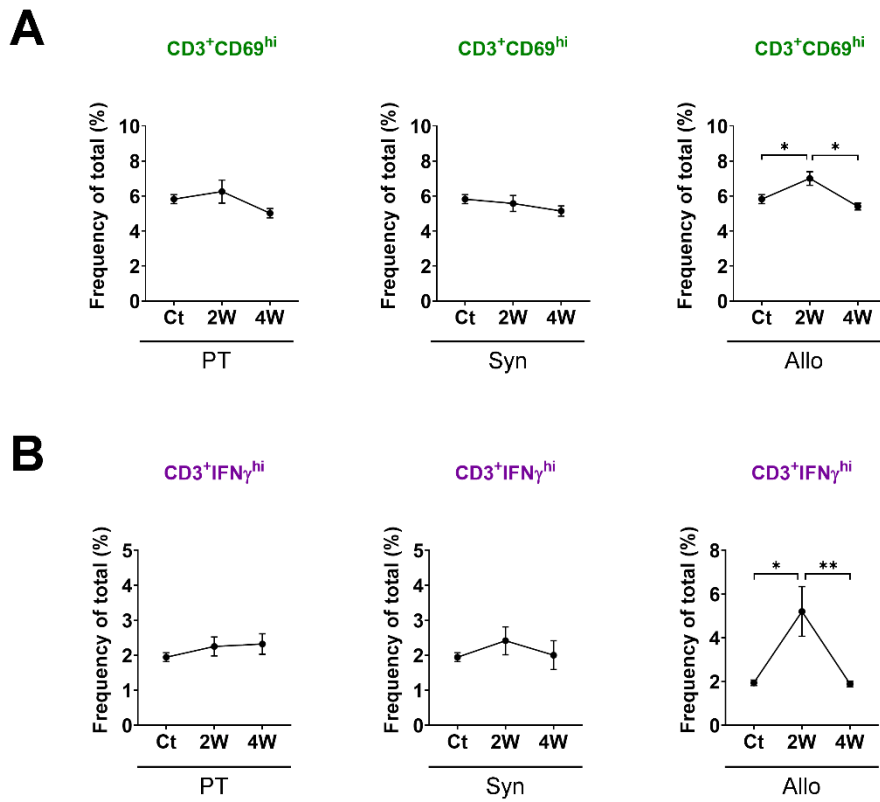 A
CD3⁺CD69ʰⁱ
CD3⁺CD69ʰⁱ
CD3⁺CD69ʰⁱ
Frequency of total (%)
10
8
6
4
2
0
Ct 2W 4W
PT
Frequency of total (%)
10
8
6
4
2
0
Ct 2W 4W
Syn
Frequency of total (%)
10
8
6
4
2
0
* *
Ct 2W 4W
Allo
B
CD3⁺IFNγʰⁱ
CD3⁺IFNγʰⁱ
CD3⁺IFNγʰⁱ
Frequency of total (%)
5
4
3
2
1
0
Ct 2W 4W
PT
Frequency of total (%)
5
4
3
2
1
0
Ct 2W 4W
Syn
Frequency of total (%)
8
6
4
2
0
* **
Ct 2W 4W
Allo